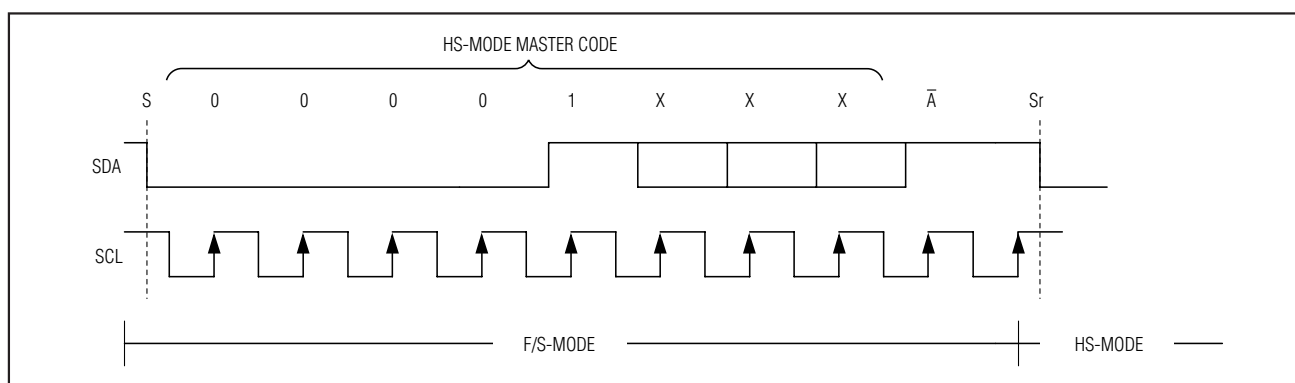 HS-MODE MASTER CODE
S 0 0 0 0 1 X X X A̅ Sr
SDA
SCL
F/S-MODE HS-MODE